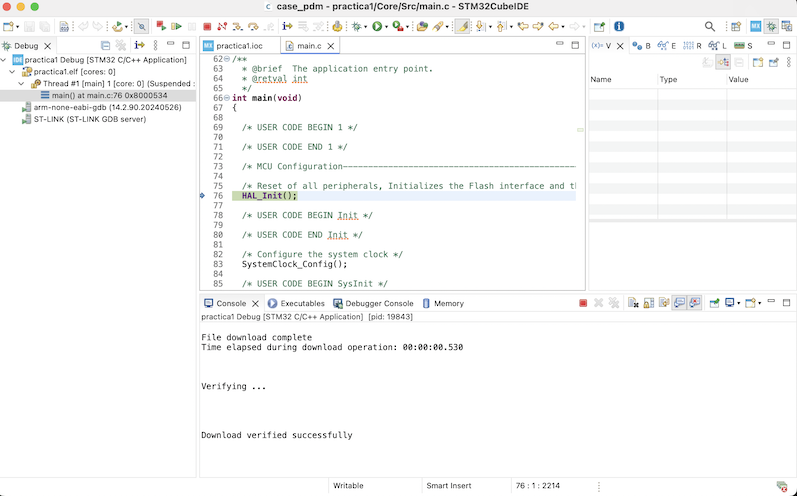 case_pdm - practica1/Core/Src/main.c - STM32CubeIDE
Debug
practica1 Debug [STM32 C/C++ Application]
practica1.elf [cores: 0]
Thread #1 [main] 1 [core: 0] (Suspended :
main() at main.c:76 0x8000534
arm-none-eabi-gdb (14.2.90.20240526)
ST-LINK (ST-LINK GDB server)
practica1.ioc
main.c
62 /**
63 * @brief  The application entry point.
64 * @retval int
65 */
66 int main(void)
67 {
68
69 /* USER CODE BEGIN 1 */
70
71 /* USER CODE END 1 */
72
73 /* MCU Configuration
74
75 /* Reset of all peripherals, Initializes the Flash interface and th
76 HAL_Init();
77
78 /* USER CODE BEGIN Init */
79
80 /* USER CODE END Init */
81
82 /* Configure the system clock */
83 SystemClock_Config();
84
85 /* USER CODE BEGIN SysInit */
(x)= V
B
E
R
L
S
Name Type Value
Console Executables Debugger Console Memory
practica1 Debug [STM32 C/C++ Application] [pid: 19843]
File download complete
Time elapsed during download operation: 00:00:00.530
Verifying ...
Download verified successfully
Writable Smart Insert 76 : 1 : 2214